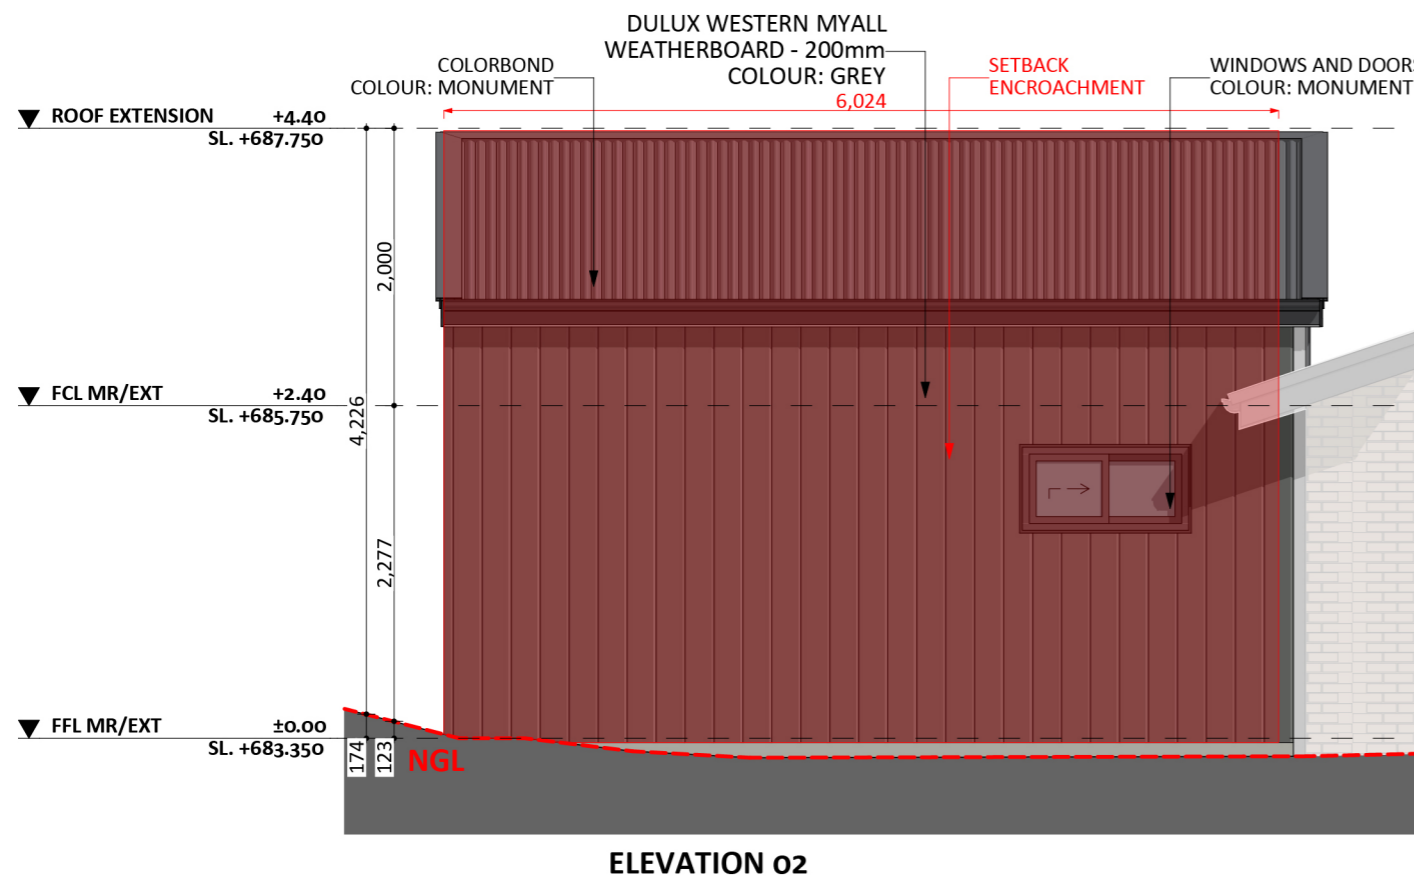 DULUX WESTERN MYALL
WEATHERBOARD - 200mm
COLOUR: GREY
COLORBOND
COLOUR: MONUMENT
SETBACK
ENCROACHMENT
WINDOWS AND DOORS
COLOUR: MONUMENT
6,024
ROOF EXTENSION +4.40
SL. +687.750
2,000
FCL MR/EXT +2.40
SL. +685.750
4,226
2,277
FFL MR/EXT ±0.00
SL. +683.350
174
123
NGL
ELEVATION 02